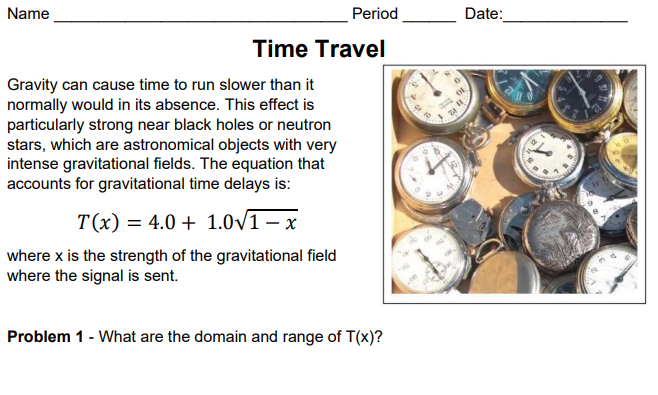 Name ____________________________________ Period ______ Date:_______________
Time Travel
Gravity can cause time to run slower than it
normally would in its absence. This effect is
particularly strong near black holes or neutron
stars, which are astronomical objects with very
intense gravitational fields. The equation that
accounts for gravitational time delays is:
T(x) = 4.0 + 1.0√1 − x
where x is the strength of the gravitational field
where the signal is sent.
Problem 1 - What are the domain and range of T(x)?